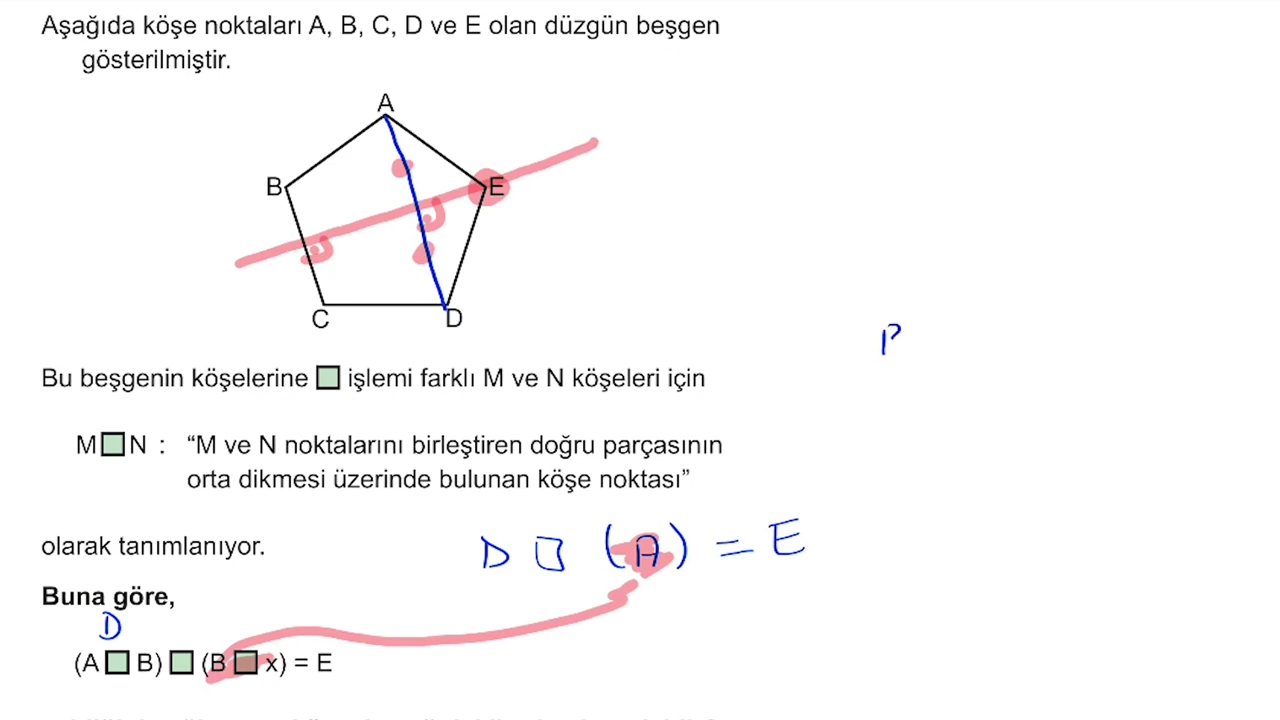 Aşağıda köşe noktaları A, B, C, D ve E olan düzgün beşgen
gösterilmiştir.
A
B
E
C
D
Bu beşgenin köşelerine □ işlemi farklı M ve N köşeleri için
M□N : “M ve N noktalarını birleştiren doğru parçasının
orta dikmesi üzerinde bulunan köşe noktası”
olarak tanımlanıyor.
D □ (A) = E
Buna göre,
D
(A □ B) □ (B □ x) = E